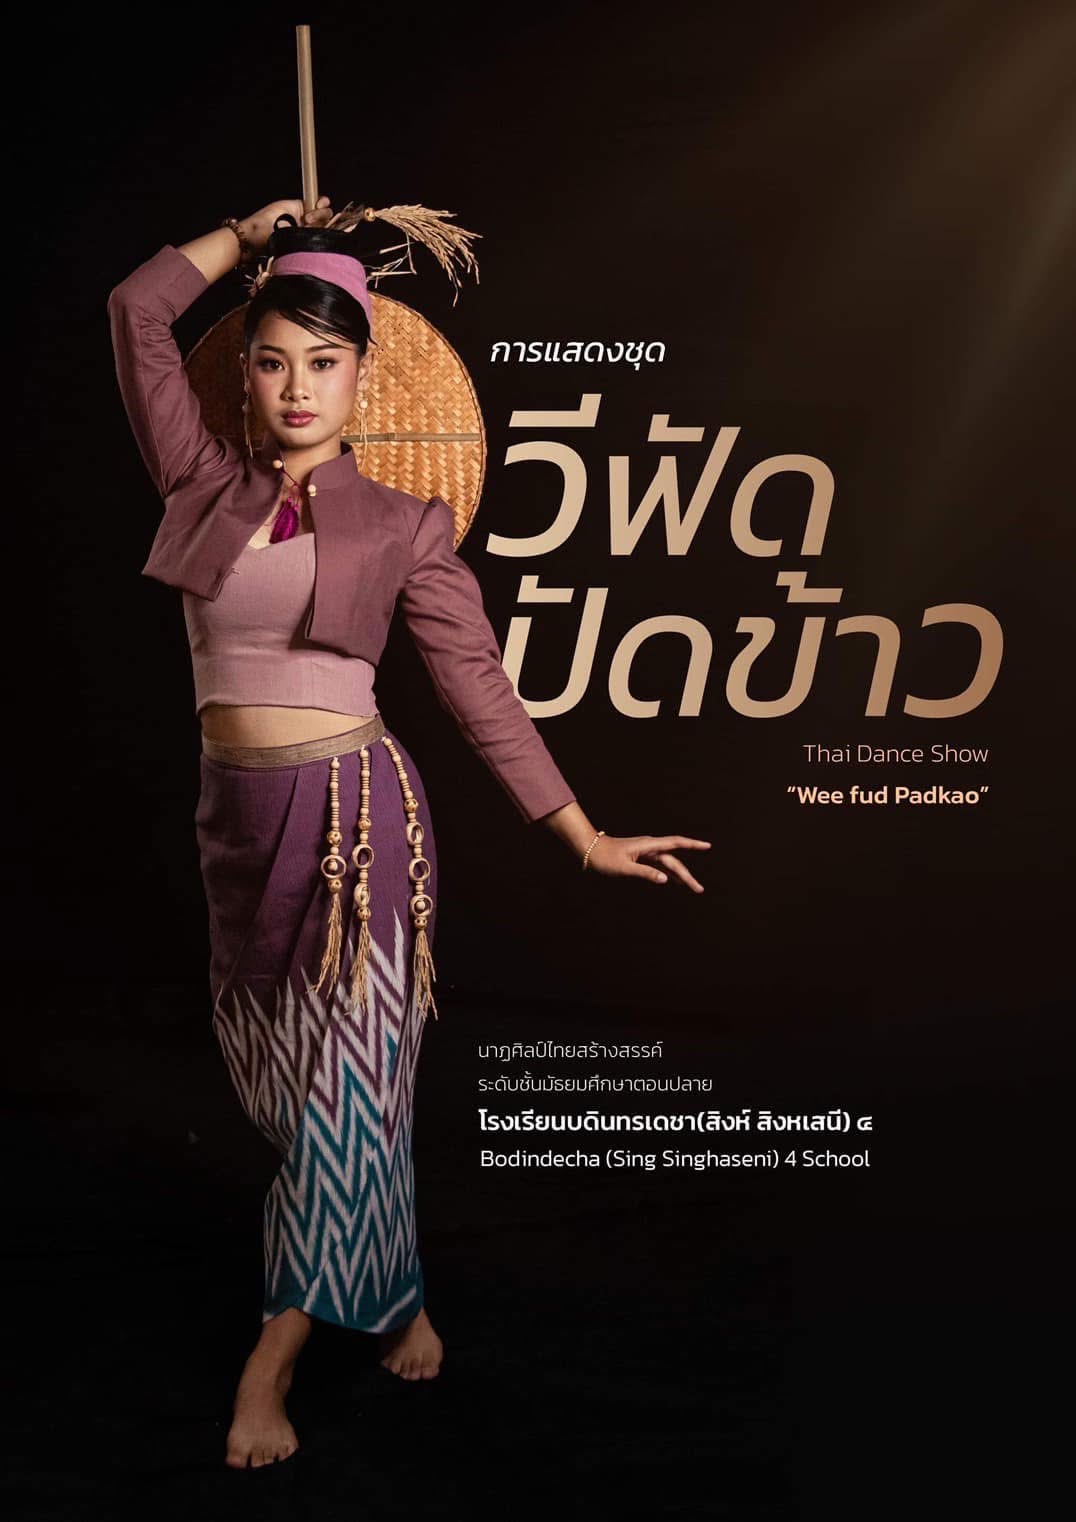 การแสดงชุด
วีฟัด
ปัดข้าว
Thai Dance Show
“Wee fud Padkao”
นาฏศิลป์ไทยสร้างสรรค์
ระดับชั้นมัธยมศึกษาตอนปลาย
โรงเรียนบดินทรเดชา(สิงห์ สิงหเสนี) ๔
Bodindecha (Sing Singhaseni) 4 School